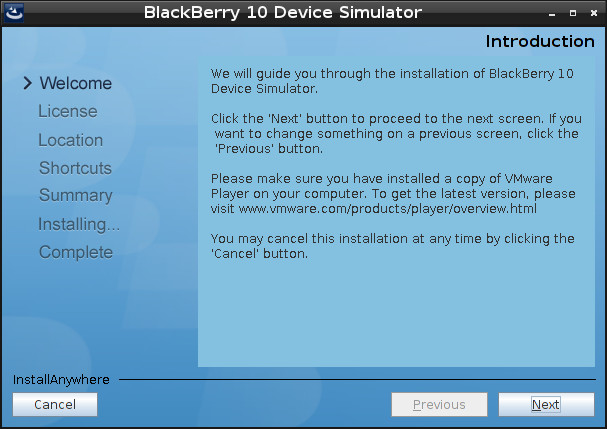 BlackBerry 10 Device Simulator
Introduction
Welcome
License
Location
Shortcuts
Summary
Installing...
Complete
We will guide you through the installation of BlackBerry 10
Device Simulator.
Click the 'Next' button to proceed to the next screen. If you
want to change something on a previous screen, click the
'Previous' button.
Please make sure you have installed a copy of VMware
Player on your computer. To get the latest version, please
visit www.vmware.com/products/player/overview.html
You may cancel this installation at any time by clicking the
'Cancel' button.
InstallAnywhere
Cancel
Previous
Next